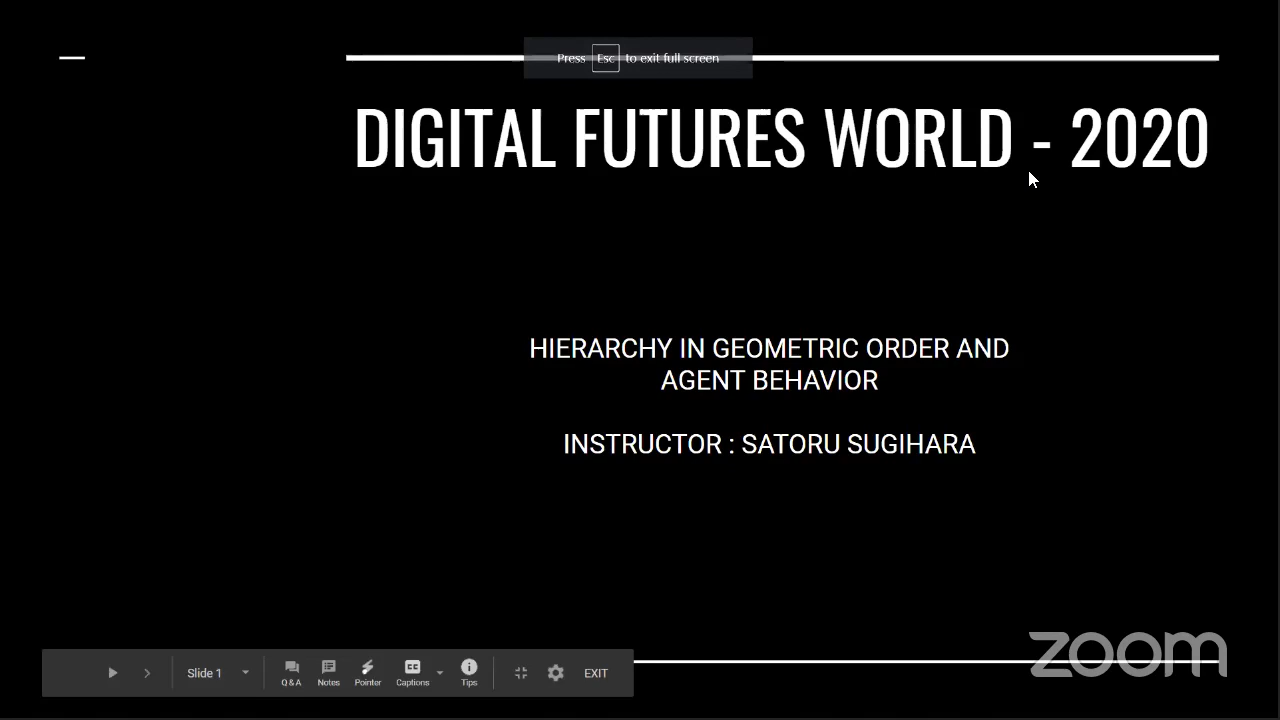 Press Esc to exit full screen
DIGITAL FUTURES WORLD - 2020
HIERARCHY IN GEOMETRIC ORDER AND
AGENT BEHAVIOR
INSTRUCTOR : SATORU SUGIHARA
Slide 1
Q & A
Notes
Pointer
CC
Captions
Tips
EXIT
zoom